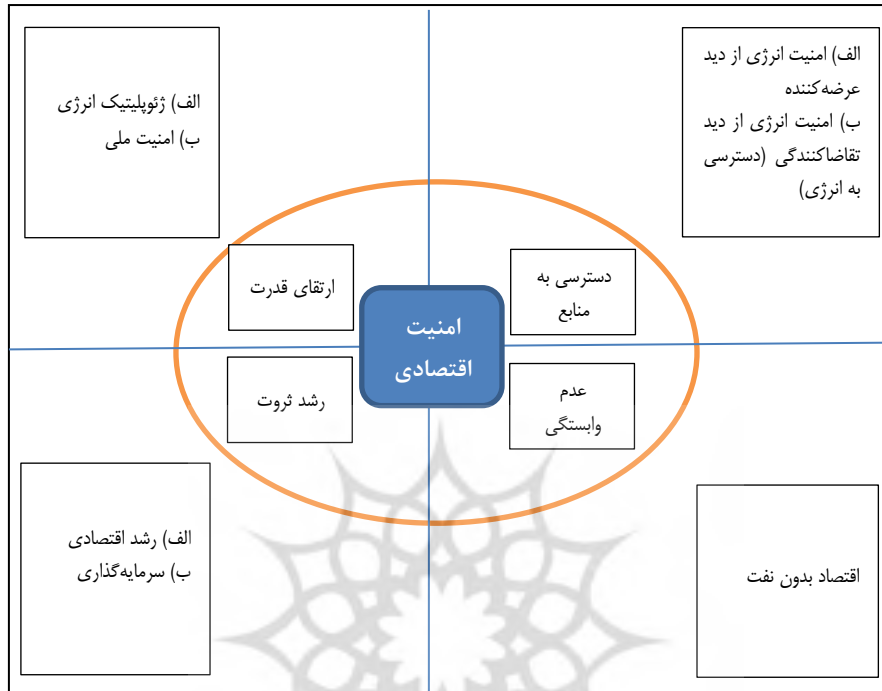 الف) امنیت انرژی از دید
عرضه‌کننده
ب) امنیت انرژی از دید
تقاضاکنندگی (دسترسی
به انرژی)
الف) ژئوپلیتیک انرژی
ب) امنیت ملی
دسترسی به
منابع
ارتقای قدرت
امنیت
اقتصادی
عدم
وابستگی
رشد ثروت
اقتصاد بدون نفت
الف) رشد اقتصادی
ب) سرمایه‌گذاری